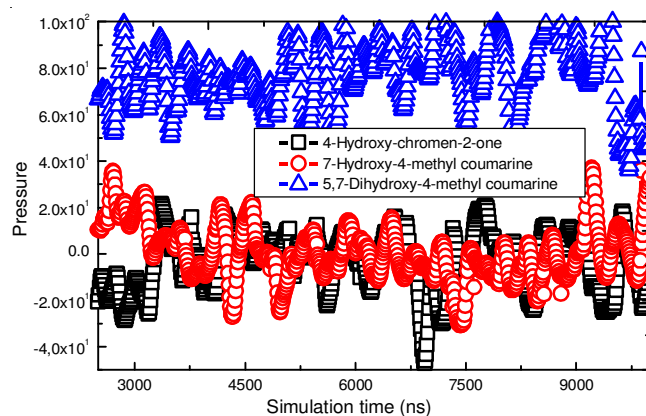 1.0x10²
8.0x10¹
6.0x10¹
4-Hydroxy-chromen-2-one
7-Hydroxy-4-methyl coumarine
5,7-Dihydroxy-4-methyl coumarine
4.0x10¹
2.0x10¹
0.0
-2.0x10¹
-4.0x10¹
Pressure
3000 4500 6000 7500 9000
Simulation time (ns)